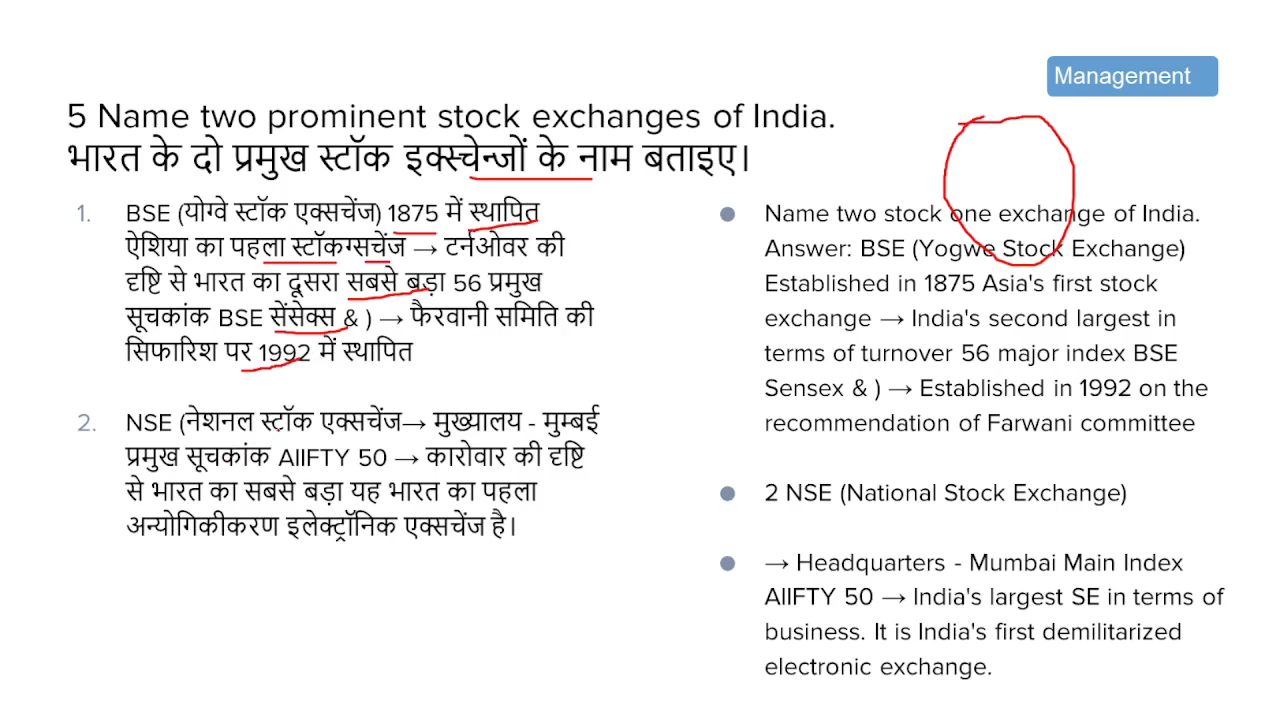 Management
5 Name two prominent stock exchanges of India.
भारत के दो प्रमुख स्टॉक इक्स्चेन्जों के नाम बताइए।
1. BSE (योग्वे स्टॉक एक्सचेंज) 1875 में स्थापित
ऐशिया का पहला स्टॉकग्सचेंज → टर्नओवर की
दृष्टि से भारत का दूसरा सबसे बड़ा 56 प्रमुख
सूचकांक BSE सेंसेक्स & ) → फैरवानी समिति की
सिफारिश पर 1992 में स्थापित
2. NSE (नेशनल स्टॉक एक्सचेंज→ मुख्यालय - मुम्बई
प्रमुख सूचकांक AIIFTY 50 → कारोवार की दृष्टि
से भारत का सबसे बड़ा यह भारत का पहला
अन्योगिकीकरण इलेक्ट्रॉनिक एक्सचेंज है।
● Name two stock one exchange of India.
Answer: BSE (Yogwe Stock Exchange)
Established in 1875 Asia's first stock
exchange → India's second largest in
terms of turnover 56 major index BSE
Sensex & ) → Established in 1992 on the
recommendation of Farwani committee
● 2 NSE (National Stock Exchange)
● → Headquarters - Mumbai Main Index
AIIFTY 50 → India's largest SE in terms of
business. It is India's first demilitarized
electronic exchange.